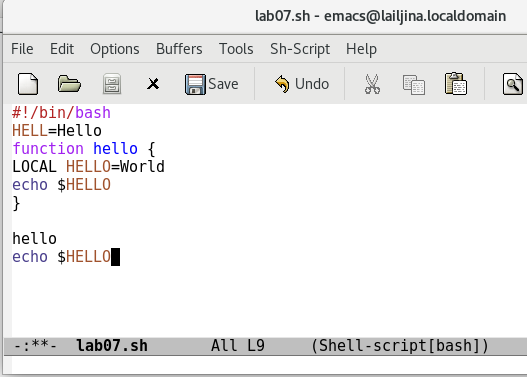 lab07.sh - emacs@lailjina.localdomain
File Edit Options Buffers Tools Sh-Script Help
Save Undo
#!/bin/bash
HELL=Hello
function hello {
LOCAL HELLO=World
echo $HELLO
}
hello
echo $HELLO
-:**- lab07.sh All L9 (Shell-script[bash])